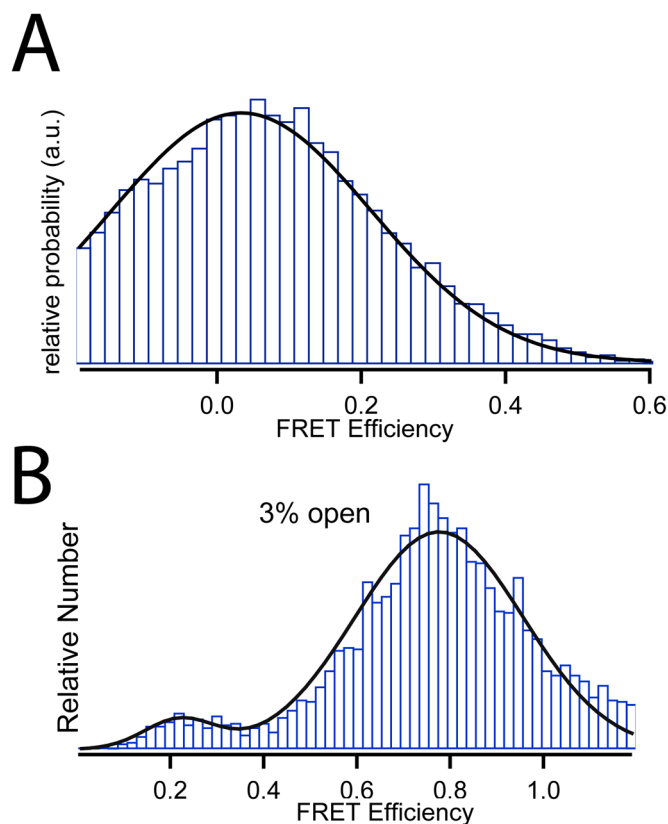 A
relative probability (a.u.)
0.0 0.2 0.4 0.6
FRET Efficiency
B
3% open
Relative Number
0.2 0.4 0.6 0.8 1.0
FRET Efficiency